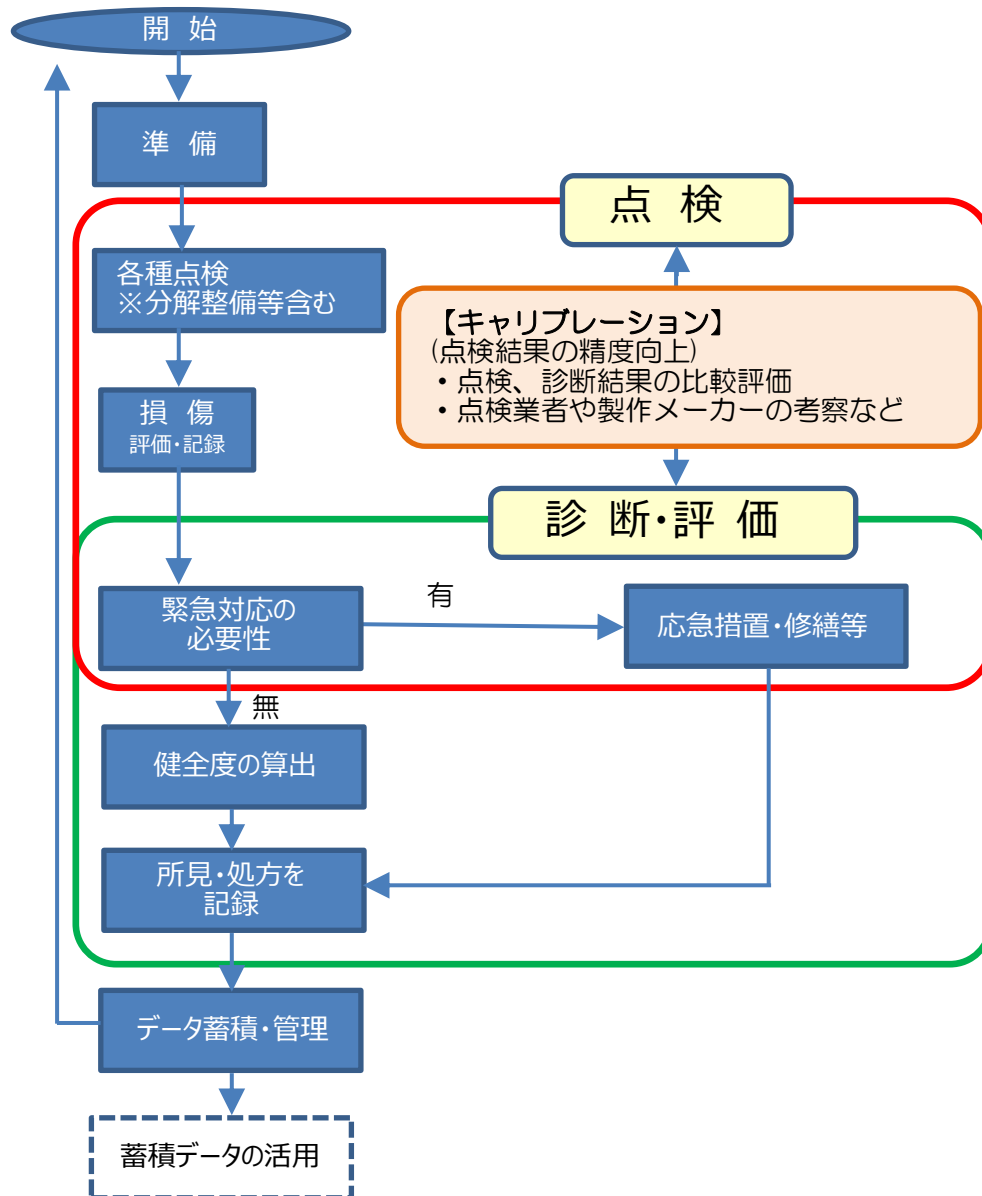 開 始
準 備
点 検
各種点検
※分解整備等含む
【キャリブレーション】
(点検結果の精度向上)
・点検、診断結果の比較評価
・点検業者や製作メーカーの考察など
損 傷
評価・記録
診 断・評 価
緊急対応の
必要性
有
応急措置・修繕等
無
健全度の算出
所見・処方を
記録
データ蓄積・管理
蓄積データの活用